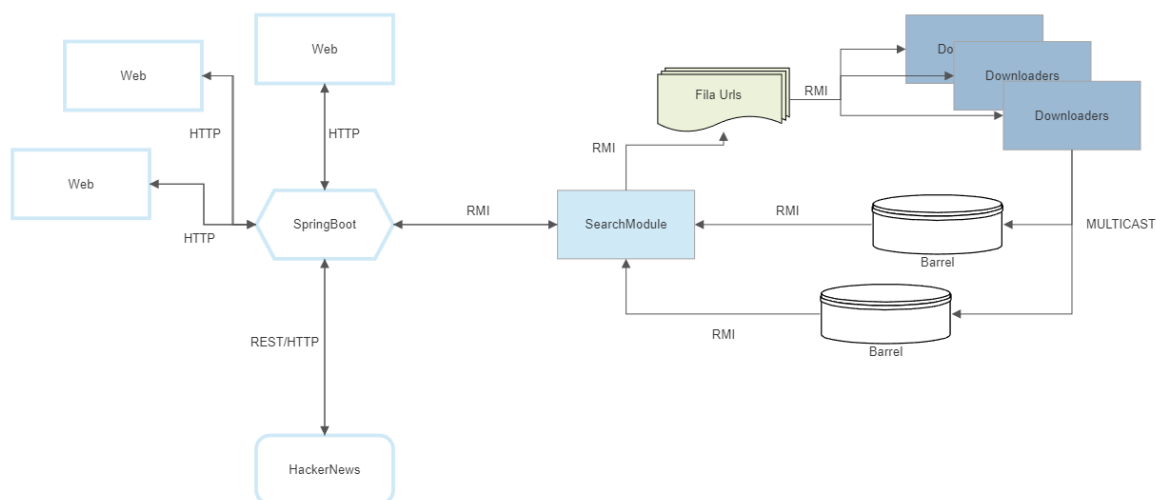 Web
Web
HTTP
HTTP
Web
HTTP
SpringBoot
REST/HTTP
HackerNews
RMI
SearchModule
RMI
Fila Urls
RMI
Do
Downloaders
Downloaders
MULTICAST
RMI
Barrel
RMI
Barrel